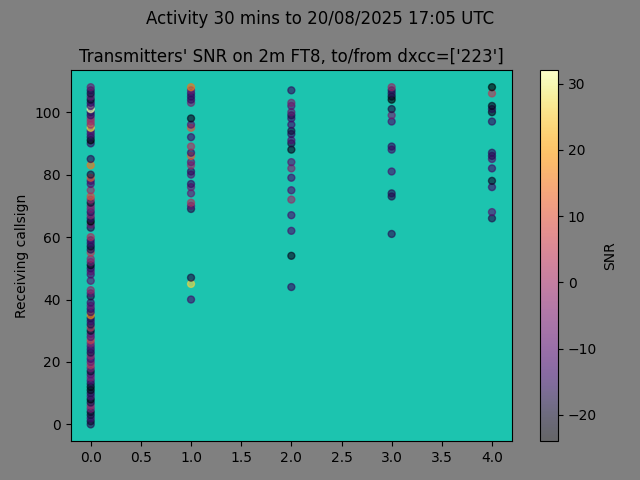 Activity 30 mins to 20/08/2025 17:05 UTC
Transmitters' SNR on 2m FT8, to/from dxcc=['223']
Receiving callsign
100
80
60
40
20
0
0.0 0.5 1.0 1.5 2.0 2.5 3.0 3.5 4.0
30
20
10
0
−10
−20
SNR